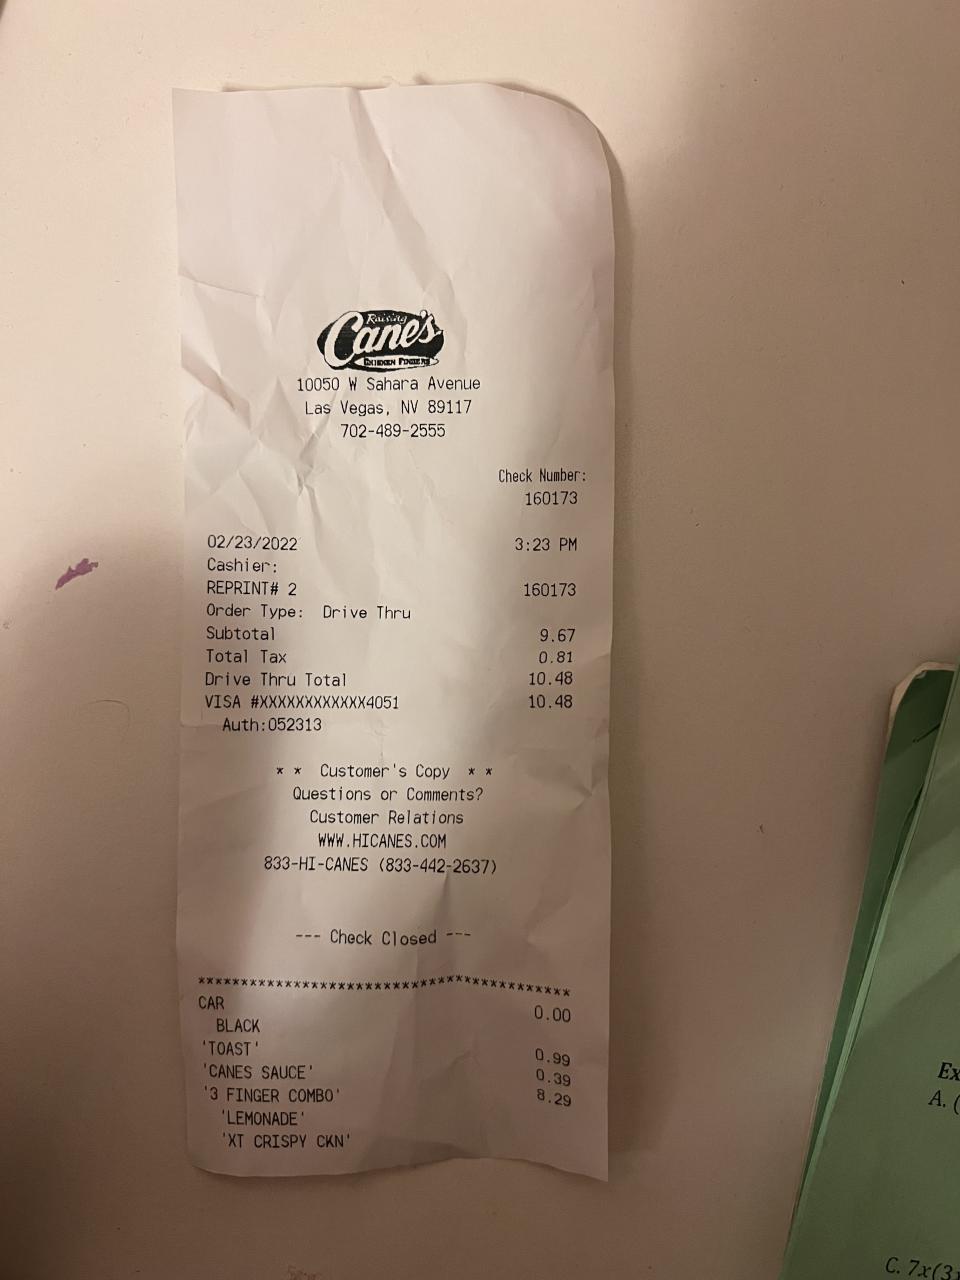 Raising
Cane's
CHICKEN FINGERS
10050 W Sahara Avenue
Las Vegas, NV 89117
702-489-2555
Check Number:
160173
02/23/2022 3:23 PM
Cashier:
REPRINT# 2 160173
Order Type: Drive Thru
Subtotal 9.67
Total Tax 0.81
Drive Thru Total 10.48
VISA #XXXXXXXXXXXX4051 10.48
Auth:052313
* * Customer's Copy * *
Questions or Comments?
Customer Relations
WWW.HICANES.COM
833-HI-CANES (833-442-2637)
--- Check Closed ---
******************************************
CAR 0.00
BLACK
'TOAST' 0.99
'CANES SAUCE' 0.39
'3 FINGER COMBO' 8.29
'LEMONADE'
'XT CRISPY CKN'
Ex
A. (
C. 7x(3